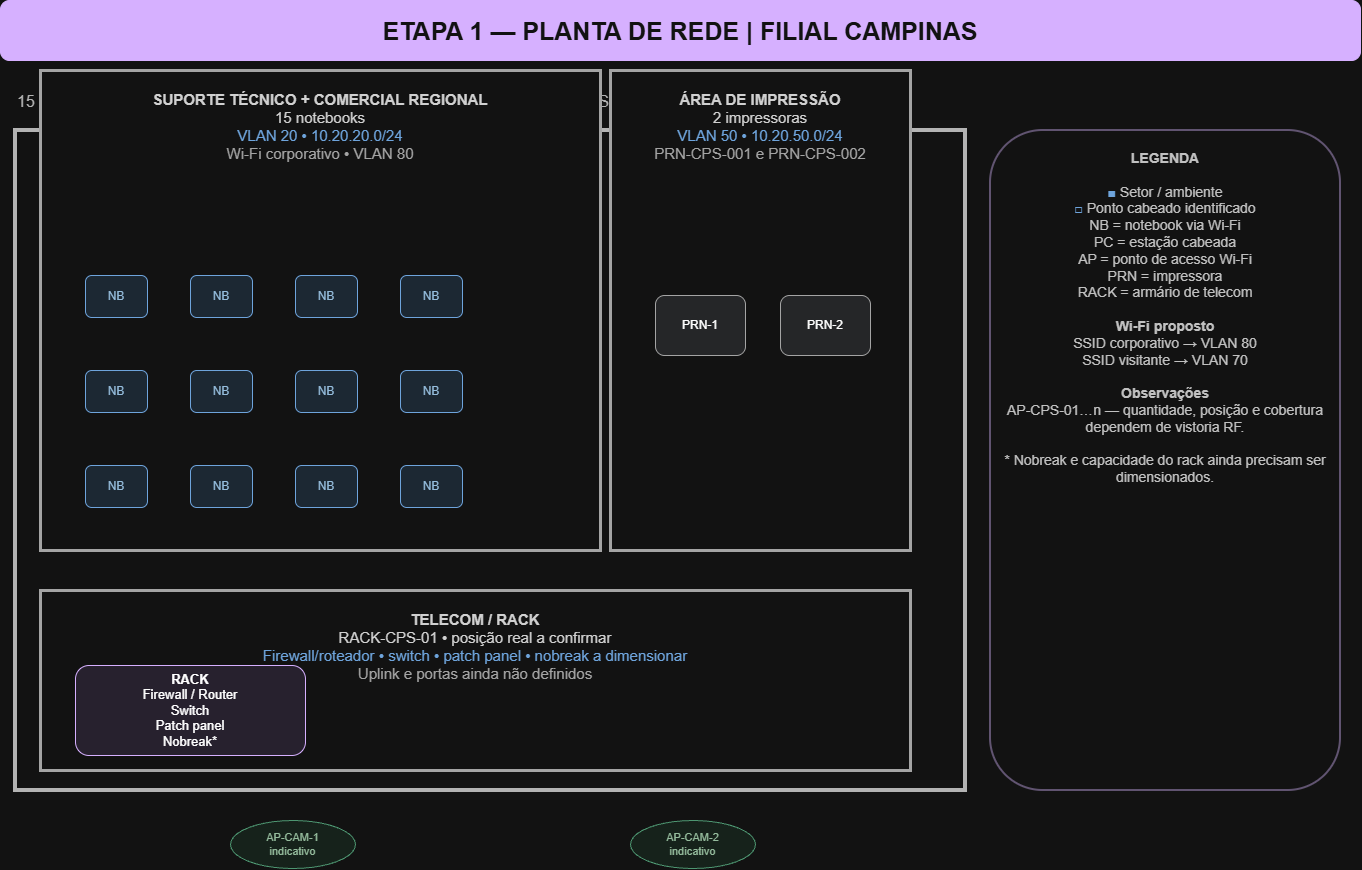 ETAPA 1 — PLANTA DE REDE | FILIAL CAMPINAS
15
SUPORTE TÉCNICO + COMERCIAL REGIONAL
15 notebooks
VLAN 20 • 10.20.20.0/24
Wi-Fi corporativo • VLAN 80
ÁREA DE IMPRESSÃO
2 impressoras
VLAN 50 • 10.20.50.0/24
PRN-CPS-001 e PRN-CPS-002
NB NB NB NB
NB NB NB NB
NB NB NB NB
PRN-1 PRN-2
TELECOM / RACK
RACK-CPS-01 • posição real a confirmar
Firewall/roteador • switch • patch panel • nobreak a dimensionar
Uplink e portas ainda não definidos
RACK
Firewall / Router
Switch
Patch panel
Nobreak*
LEGENDA
■ Setor / ambiente
□ Ponto cabeado identificado
NB = notebook via Wi-Fi
PC = estação cabeada
AP = ponto de acesso Wi-Fi
PRN = impressora
RACK = armário de telecom
Wi-Fi proposto
SSID corporativo → VLAN 80
SSID visitante → VLAN 70
Observações
AP-CPS-01…n — quantidade, posição e cobertura
dependem de vistoria RF.
* Nobreak e capacidade do rack ainda precisam ser
dimensionados.
AP-CAM-1
indicativo
AP-CAM-2
indicativo